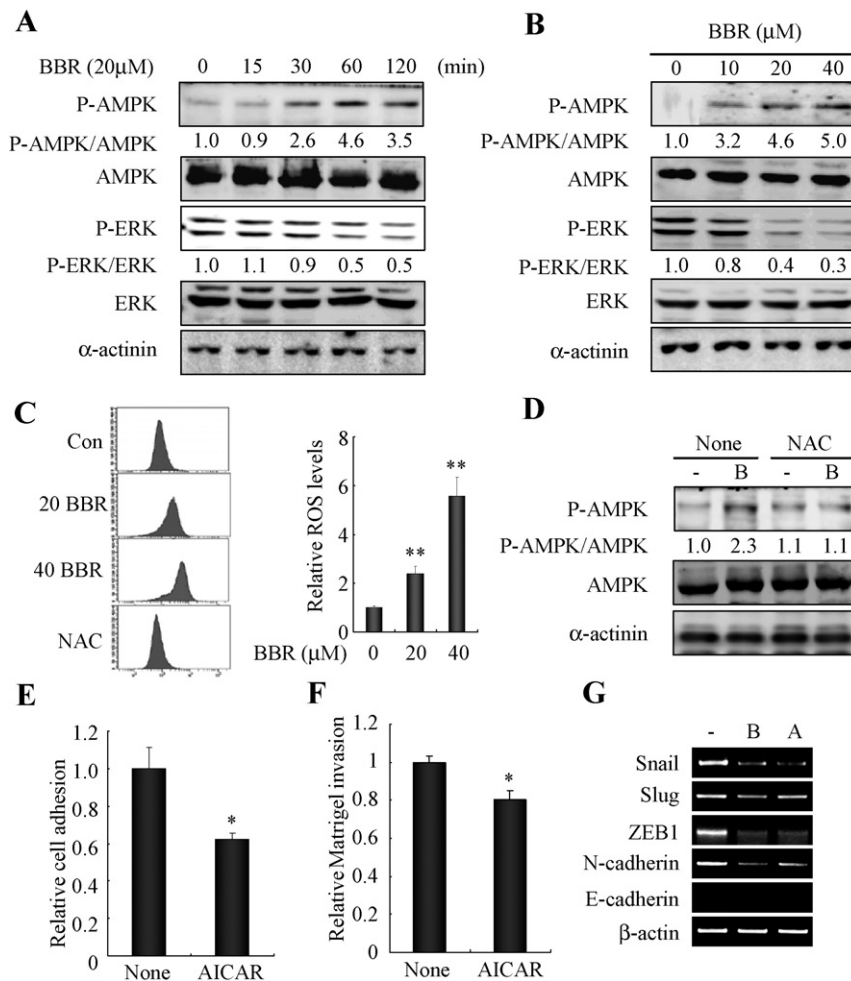 A
BBR (20μM) 0 15 30 60 120 (min)
P-AMPK
P-AMPK/AMPK 1.0 0.9 2.6 4.6 3.5
AMPK
P-ERK
P-ERK/ERK 1.0 1.1 0.9 0.5 0.5
ERK
α-actinin
B
BBR (μM)
0 10 20 40
P-AMPK
P-AMPK/AMPK 1.0 3.2 4.6 5.0
AMPK
P-ERK
P-ERK/ERK 1.0 0.8 0.4 0.3
ERK
α-actinin
C
Con
20 BBR
40 BBR
NAC
Relative ROS levels
8
6
4
2
0
**
**
BBR (μM) 0 20 40
D
None NAC
- B - B
P-AMPK
P-AMPK/AMPK 1.0 2.3 1.1 1.1
AMPK
α-actinin
E
Relative cell adhesion
1.2
1.0
0.8
0.6
0.4
0.2
0
*
None AICAR
F
Relative Matrigel invasion
1.2
1
0.8
0.6
0.4
0.2
0
*
None AICAR
G
- B A
Snail
Slug
ZEB1
N-cadherin
E-cadherin
β-actin